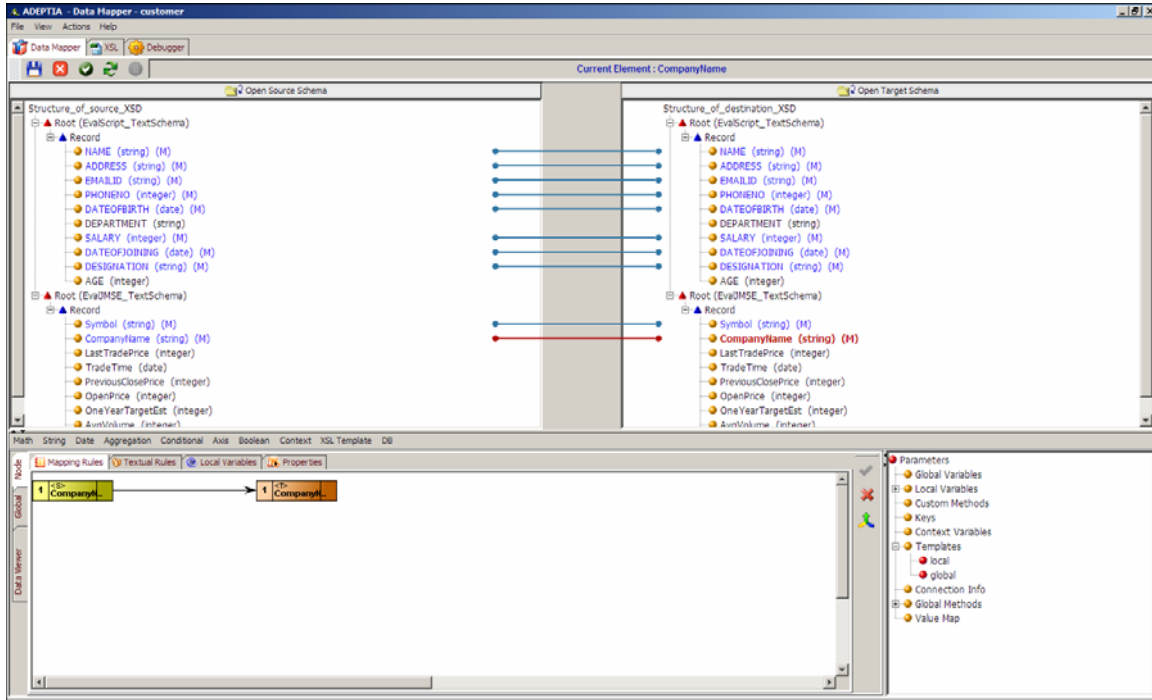 ADEPTIA - Data Mapper - customer
File View Actions Help
Data Mapper XSL Debugger
Current Element : CompanyName
Open Source Schema Open Target Schema
Structure_of_source_XSD
Root (EvalScript_TextSchema)
Record
NAME (string) (M)
ADDRESS (string) (M)
EMAILID (string) (M)
PHONENO (integer) (M)
DATEOFBIRTH (date) (M)
DEPARTMENT (string)
SALARY (integer) (M)
DATEOFJOINING (date) (M)
DESIGNATION (string) (M)
AGE (integer)
Root (EvalJMSE_TextSchema)
Record
Symbol (string) (M)
CompanyName (string) (M)
LastTradePrice (integer)
TradeTime (date)
PreviousClosePrice (integer)
OpenPrice (integer)
OneYearTargetEst (integer)
AvgVolume (integer)
Structure_of_destination_XSD
Root (EvalScript_TextSchema)
Record
NAME (string) (M)
ADDRESS (string) (M)
EMAILID (string) (M)
PHONENO (integer) (M)
DATEOFBIRTH (date) (M)
DEPARTMENT (string)
SALARY (integer) (M)
DATEOFJOINING (date) (M)
DESIGNATION (string) (M)
AGE (integer)
Root (EvalJMSE_TextSchema)
Record
Symbol (string) (M)
CompanyName (string) (M)
LastTradePrice (integer)
TradeTime (date)
PreviousClosePrice (integer)
OpenPrice (integer)
OneYearTargetEst (integer)
AvgVolume (integer)
Math String Date Aggregation Conditional Axis Boolean Context XSL Template DB
Node
Global
Data Viewer
Mapping Rules Textual Rules Local Variables Properties
1 <S> CompanyN..
1 <T> CompanyN..
Parameters
Global Variables
Local Variables
Custom Methods
Keys
Context Variables
Templates
local
global
Connection Info
Global Methods
Value Map